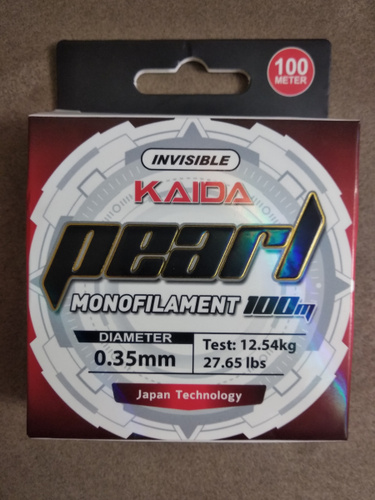 100
METER
INVISIBLE
KAIDA
pearl
MONOFILAMENT 100m
DIAMETER
0.35mm
Test: 12.54kg
27.65 lbs
Japan Technology